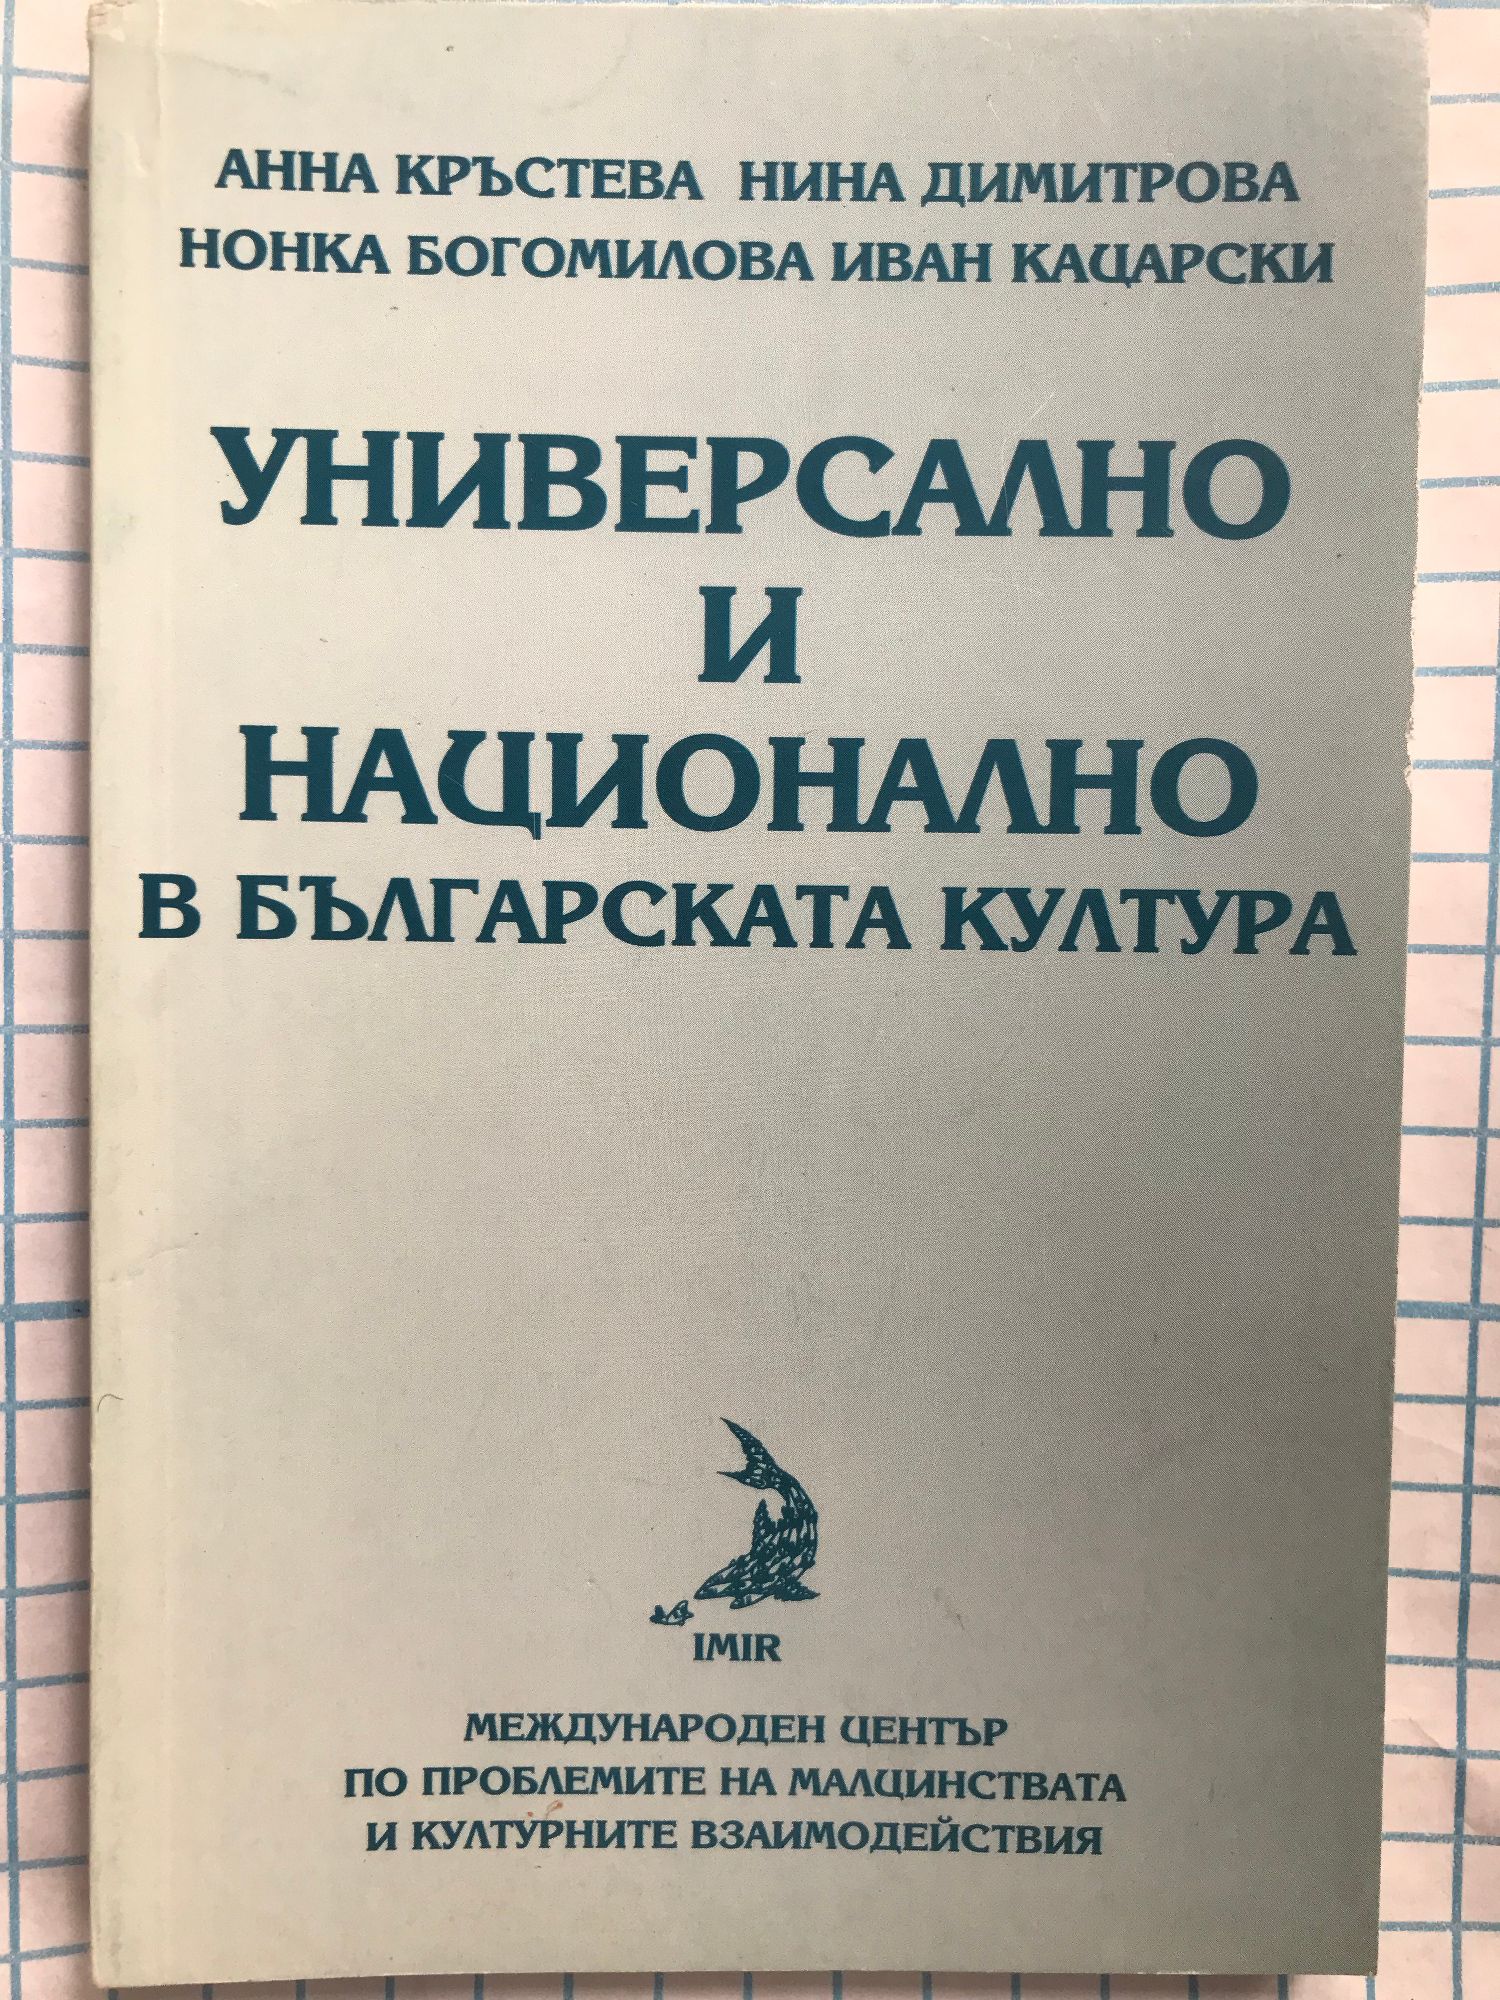 АННА КРЪСТЕВА НИНА ДИМИТРОВА
НОНКА БОГОМИЛОВА ИВАН КАЦАРСКИ
УНИВЕРСАЛНО
И
НАЦИОНАЛНО
В БЪЛГАРСКАТА КУЛТУРА
IMIR
МЕЖДУНАРОДЕН ЦЕНТЪР
ПО ПРОБЛЕМИТЕ НА МАЛЦИНСТВАТА
И КУЛТУРНИТЕ ВЗАИМОДЕЙСТВИЯ